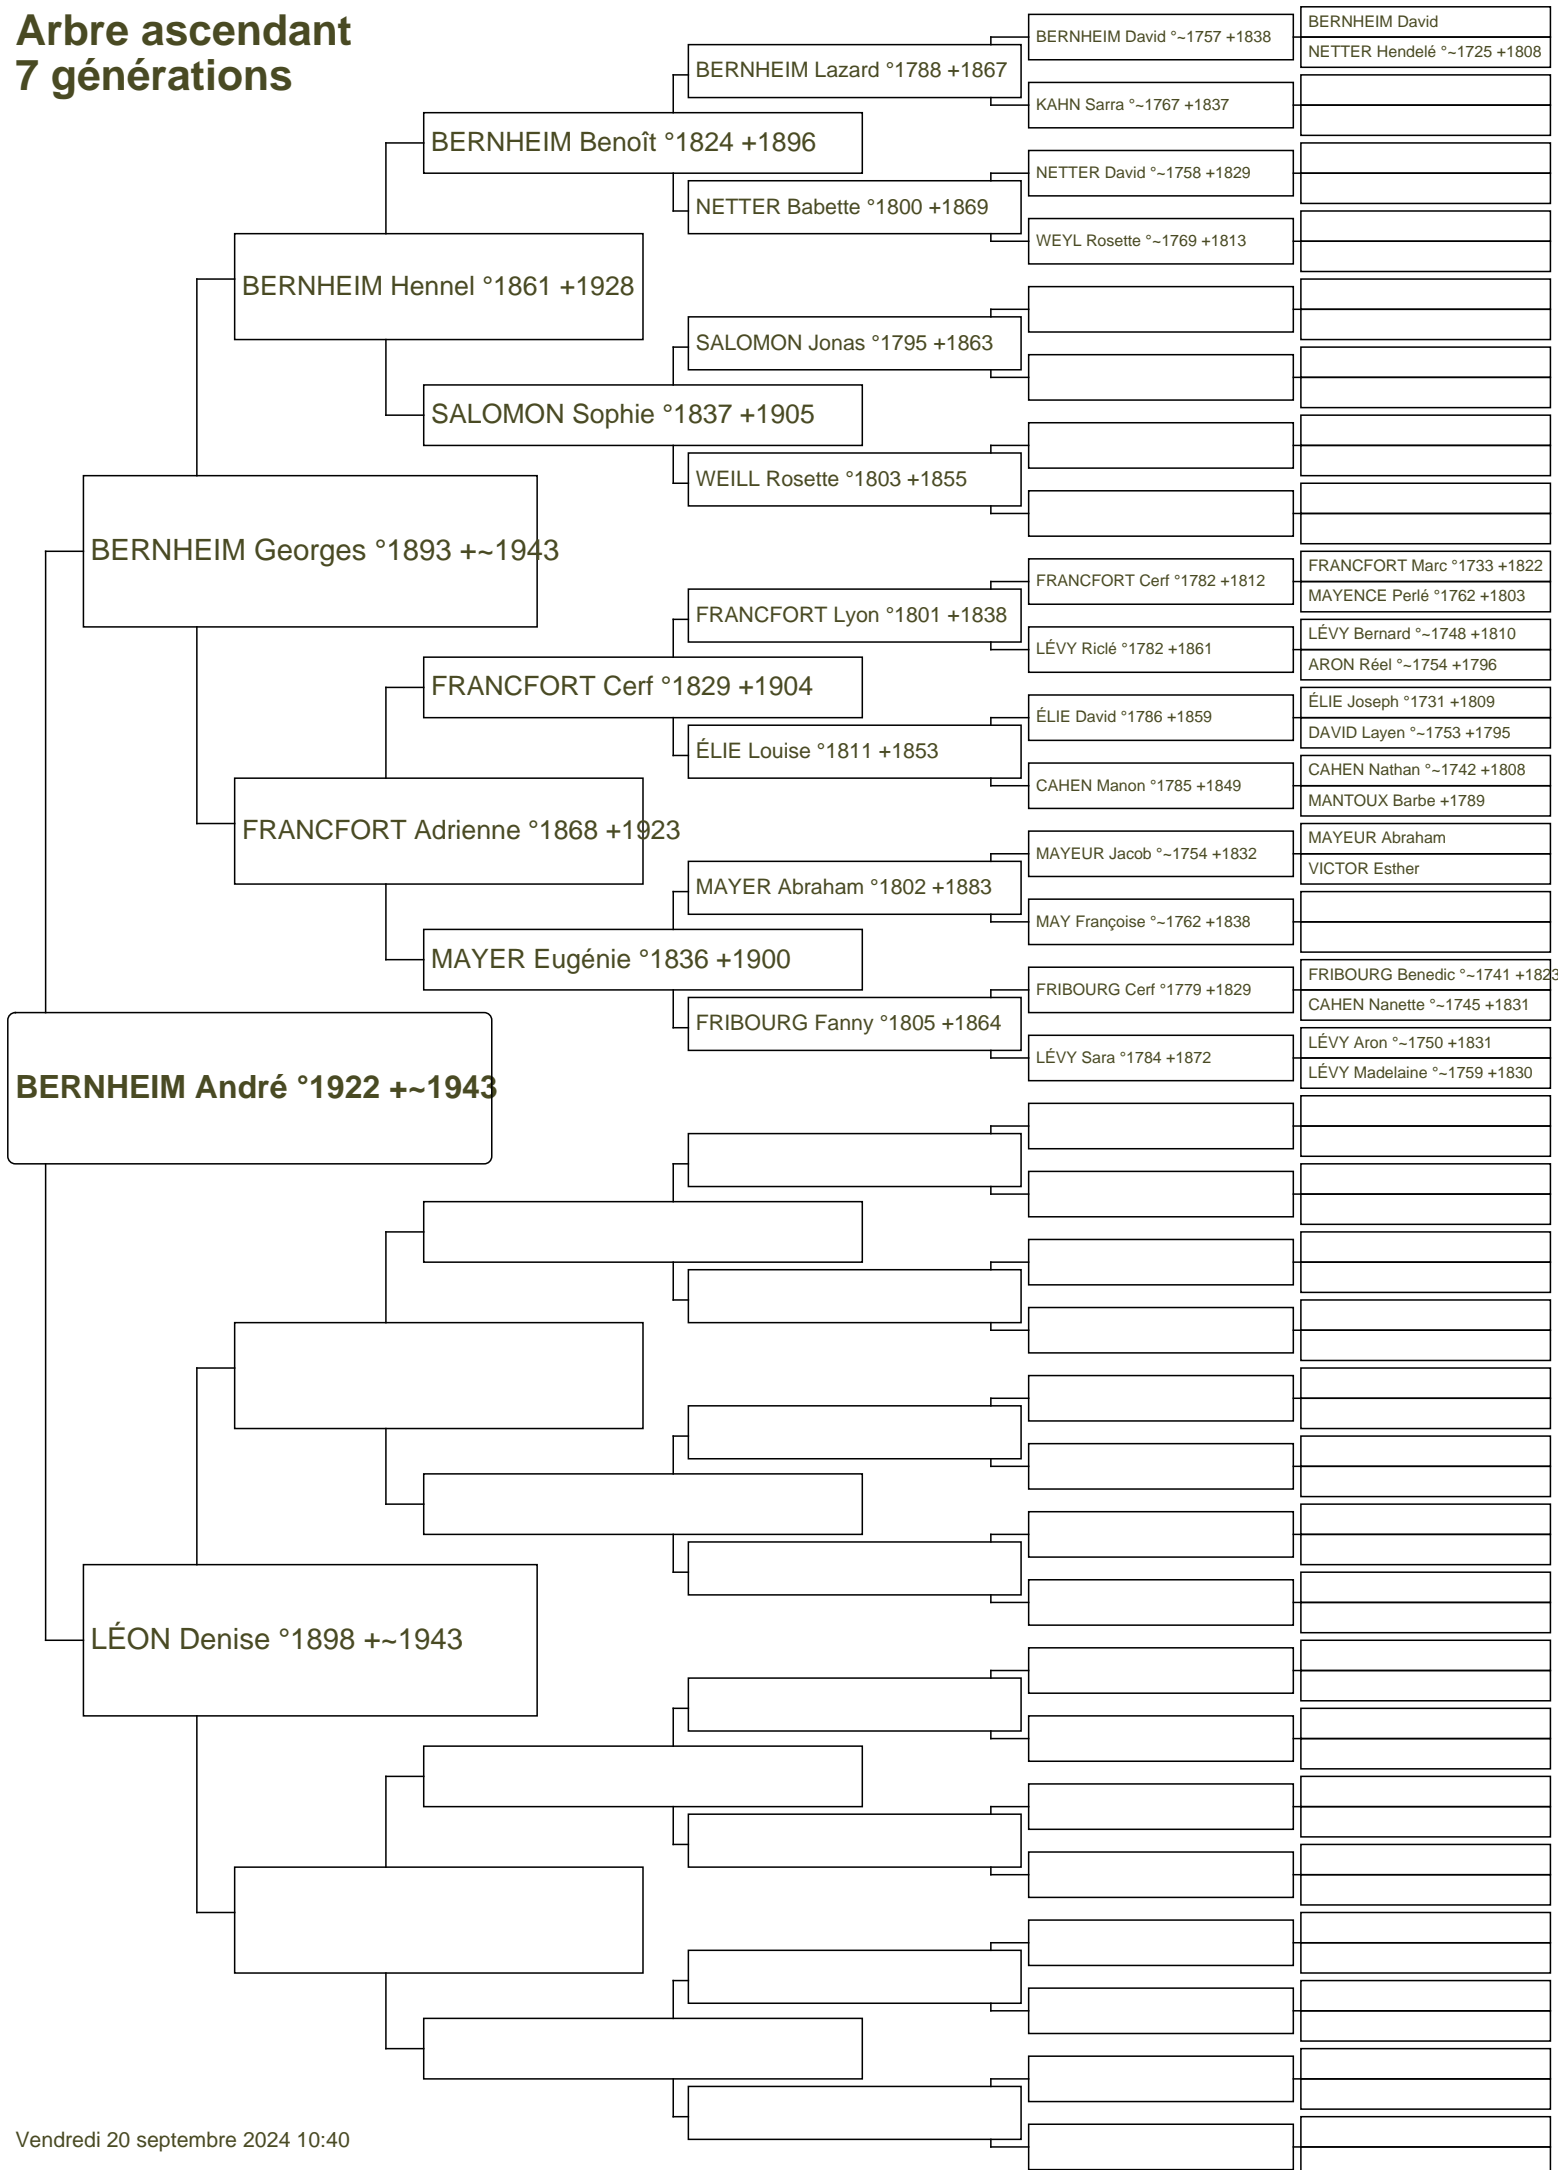 Arbre ascendant
7 générations
BERNHEIM André °1922 +~1943
BERNHEIM Georges °1893 +~1943
LÉON Denise °1898 +~1943
BERNHEIM Hennel °1861 +1928
FRANCFORT Adrienne °1868 +1923
BERNHEIM Benoît °1824 +1896
SALOMON Sophie °1837 +1905
FRANCFORT Cerf °1829 +1904
MAYER Eugénie °1836 +1900
BERNHEIM Lazard °1788 +1867
NETTER Babette °1800 +1869
SALOMON Jonas °1795 +1863
WEILL Rosette °1803 +1855
FRANCFORT Lyon °1801 +1838
ÉLIE Louise °1811 +1853
MAYER Abraham °1802 +1883
FRIBOURG Fanny °1805 +1864
BERNHEIM David °~1757 +1838
KAHN Sarra °~1767 +1837
NETTER David °~1758 +1829
WEYL Rosette °~1769 +1813
FRANCFORT Cerf °1782 +1812
LÉVY Riclé °1782 +1861
ÉLIE David °1786 +1859
CAHEN Manon °1785 +1849
MAYEUR Jacob °~1754 +1832
MAY Françoise °~1762 +1838
FRIBOURG Cerf °1779 +1829
LÉVY Sara °1784 +1872
BERNHEIM David
NETTER Hendelé °~1725 +1808
FRANCFORT Marc °1733 +1822
MAYENCE Perlé °1762 +1803
LÉVY Bernard °~1748 +1810
ARON Réel °~1754 +1796
ÉLIE Joseph °1731 +1809
DAVID Layen °~1753 +1795
CAHEN Nathan °~1742 +1808
MANTOUX Barbe +1789
MAYEUR Abraham
VICTOR Esther
FRIBOURG Benedic °~1741 +1823
CAHEN Nanette °~1745 +1831
LÉVY Aron °~1750 +1831
LÉVY Madelaine °~1759 +1830
Vendredi 20 septembre 2024 10:40